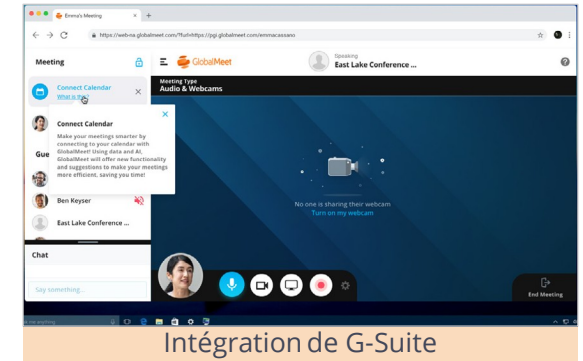 Emma's Meeting
https://web-na.globalmeet.com/?furl=https://pgi.globalmeet.com/emmacassano
Meeting
GlobalMeet
Speaking
East Lake Conference ...
Connect Calendar
What is this?
Meeting Type
Audio & Webcams
Connect Calendar
Make your meetings smarter by
connecting to your calendar with
GlobalMeet! Using data and AI,
GlobalMeet will offer new functionality
and suggestions to make your meetings
more efficient, saving you time!
Gue
Ben Keyser
East Lake Conference ...
No one is sharing their webcam
Turn on my webcam
Chat
Say something...
End Meeting
me anything
Intégration de G-Suite